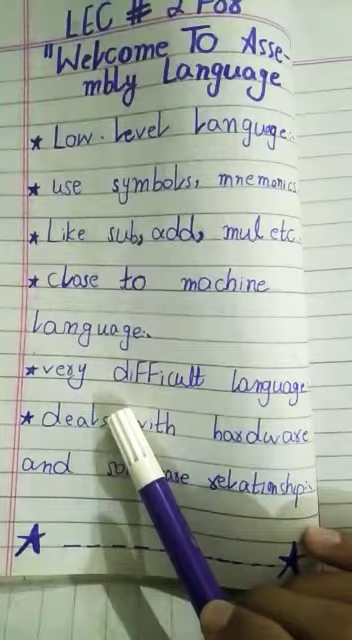 LEC # 2 FOR
"Welcome To Asse-
mbly Language
* Low. Level Language.
* use symbols, mnemonics
* Like sub, add, mul etc.
* Close to machine
Language.
* very difficult language
* deals with hardware
and relationship.